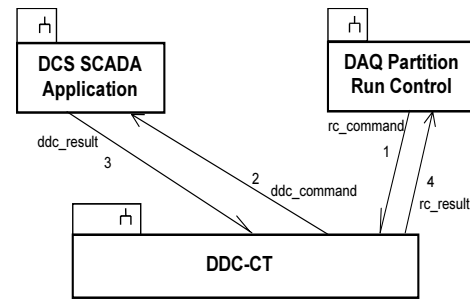 DCS SCADA
Application
DAQ Partition
Run Control
rc_command
ddc_result
1
3
2
4
ddc_command
rc_result
DDC-CT